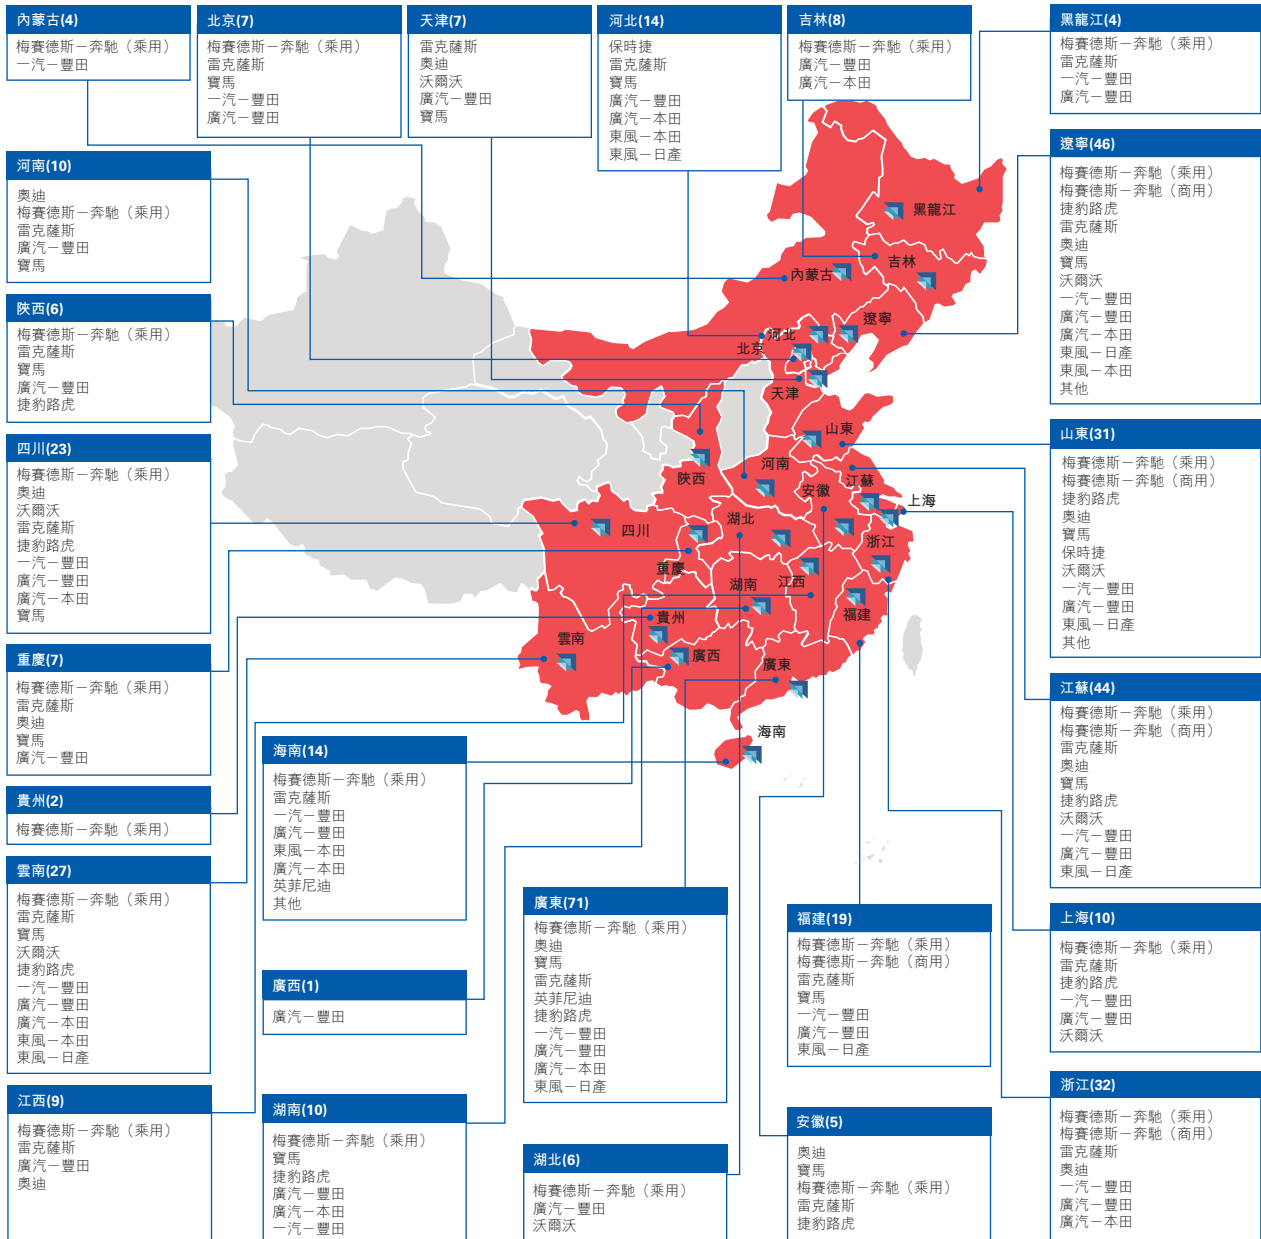 內蒙古(4)
梅賽德斯－奔馳（乘用）
一汽－豐田
北京(7)
梅賽德斯－奔馳（乘用）
雷克薩斯
寶馬
一汽－豐田
廣汽－豐田
天津(7)
雷克薩斯
奧迪
沃爾沃
廣汽－豐田
寶馬
河北(14)
保時捷
雷克薩斯
寶馬
廣汽－豐田
廣汽－本田
東風－本田
東風－日產
吉林(8)
梅賽德斯－奔馳（乘用）
廣汽－豐田
廣汽－本田
黑龍江(4)
梅賽德斯－奔馳（乘用）
雷克薩斯
一汽－豐田
廣汽－豐田
河南(10)
奧迪
梅賽德斯－奔馳（乘用）
雷克薩斯
廣汽－豐田
寶馬
陝西(6)
梅賽德斯－奔馳（乘用）
雷克薩斯
寶馬
廣汽－豐田
捷豹路虎
四川(23)
梅賽德斯－奔馳（乘用）
奧迪
沃爾沃
雷克薩斯
捷豹路虎
一汽－豐田
廣汽－豐田
廣汽－本田
寶馬
重慶(7)
梅賽德斯－奔馳（乘用）
雷克薩斯
奧迪
寶馬
廣汽－豐田
貴州(2)
梅賽德斯－奔馳（乘用）
雲南(27)
梅賽德斯－奔馳（乘用）
雷克薩斯
寶馬
沃爾沃
捷豹路虎
一汽－豐田
廣汽－豐田
廣汽－本田
東風－本田
東風－日產
江西(9)
梅賽德斯－奔馳（乘用）
雷克薩斯
廣汽－豐田
奧迪
黑龍江
內蒙古
吉林
遼寧
河北
北京
天津
山東
河南
陝西
安徽
江蘇
上海
四川
湖北
浙江
重慶
湖南
江西
貴州
福建
雲南
廣西
廣東
海南
海南(14)
梅賽德斯－奔馳（乘用）
雷克薩斯
一汽－豐田
廣汽－豐田
東風－本田
廣汽－本田
英菲尼迪
其他
廣西(1)
廣汽－豐田
湖南(10)
梅賽德斯－奔馳（乘用）
寶馬
捷豹路虎
廣汽－豐田
廣汽－本田
一汽－豐田
廣東(71)
梅賽德斯－奔馳（乘用）
奧迪
寶馬
雷克薩斯
英菲尼迪
捷豹路虎
一汽－豐田
廣汽－豐田
廣汽－本田
東風－日產
湖北(6)
梅賽德斯－奔馳（乘用）
廣汽－豐田
沃爾沃
福建(19)
梅賽德斯－奔馳（乘用）
梅賽德斯－奔馳（商用）
雷克薩斯
寶馬
一汽－豐田
廣汽－豐田
東風－日產
安徽(5)
奧迪
寶馬
梅賽德斯－奔馳（乘用）
雷克薩斯
捷豹路虎
遼寧(46)
梅賽德斯－奔馳（乘用）
梅賽德斯－奔馳（商用）
捷豹路虎
雷克薩斯
奧迪
寶馬
沃爾沃
一汽－豐田
廣汽－豐田
廣汽－本田
東風－日產
東風－本田
其他
山東(31)
梅賽德斯－奔馳（乘用）
梅賽德斯－奔馳（商用）
捷豹路虎
奧迪
寶馬
保時捷
沃爾沃
一汽－豐田
廣汽－豐田
東風－日產
其他
江蘇(44)
梅賽德斯－奔馳（乘用）
梅賽德斯－奔馳（商用）
雷克薩斯
奧迪
寶馬
捷豹路虎
沃爾沃
一汽－豐田
廣汽－豐田
東風－日產
上海(10)
梅賽德斯－奔馳（乘用）
雷克薩斯
捷豹路虎
一汽－豐田
廣汽－豐田
沃爾沃
浙江(32)
梅賽德斯－奔馳（乘用）
梅賽德斯－奔馳（商用）
雷克薩斯
奧迪
一汽－豐田
廣汽－豐田
廣汽－本田